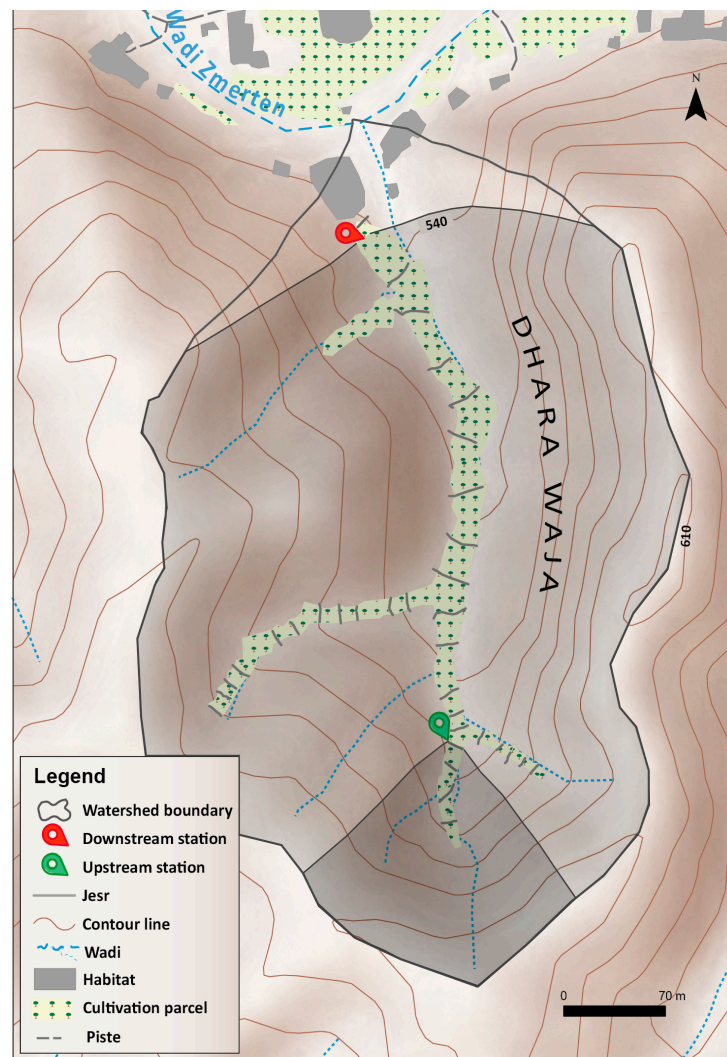 Wadi Zmerten
N
540
DHARA WAJA
610
Legend
Watershed boundary
Downstream station
Upstream station
Jesr
Contour line
Wadi
Habitat
Cultivation parcel
Piste
0 70 m